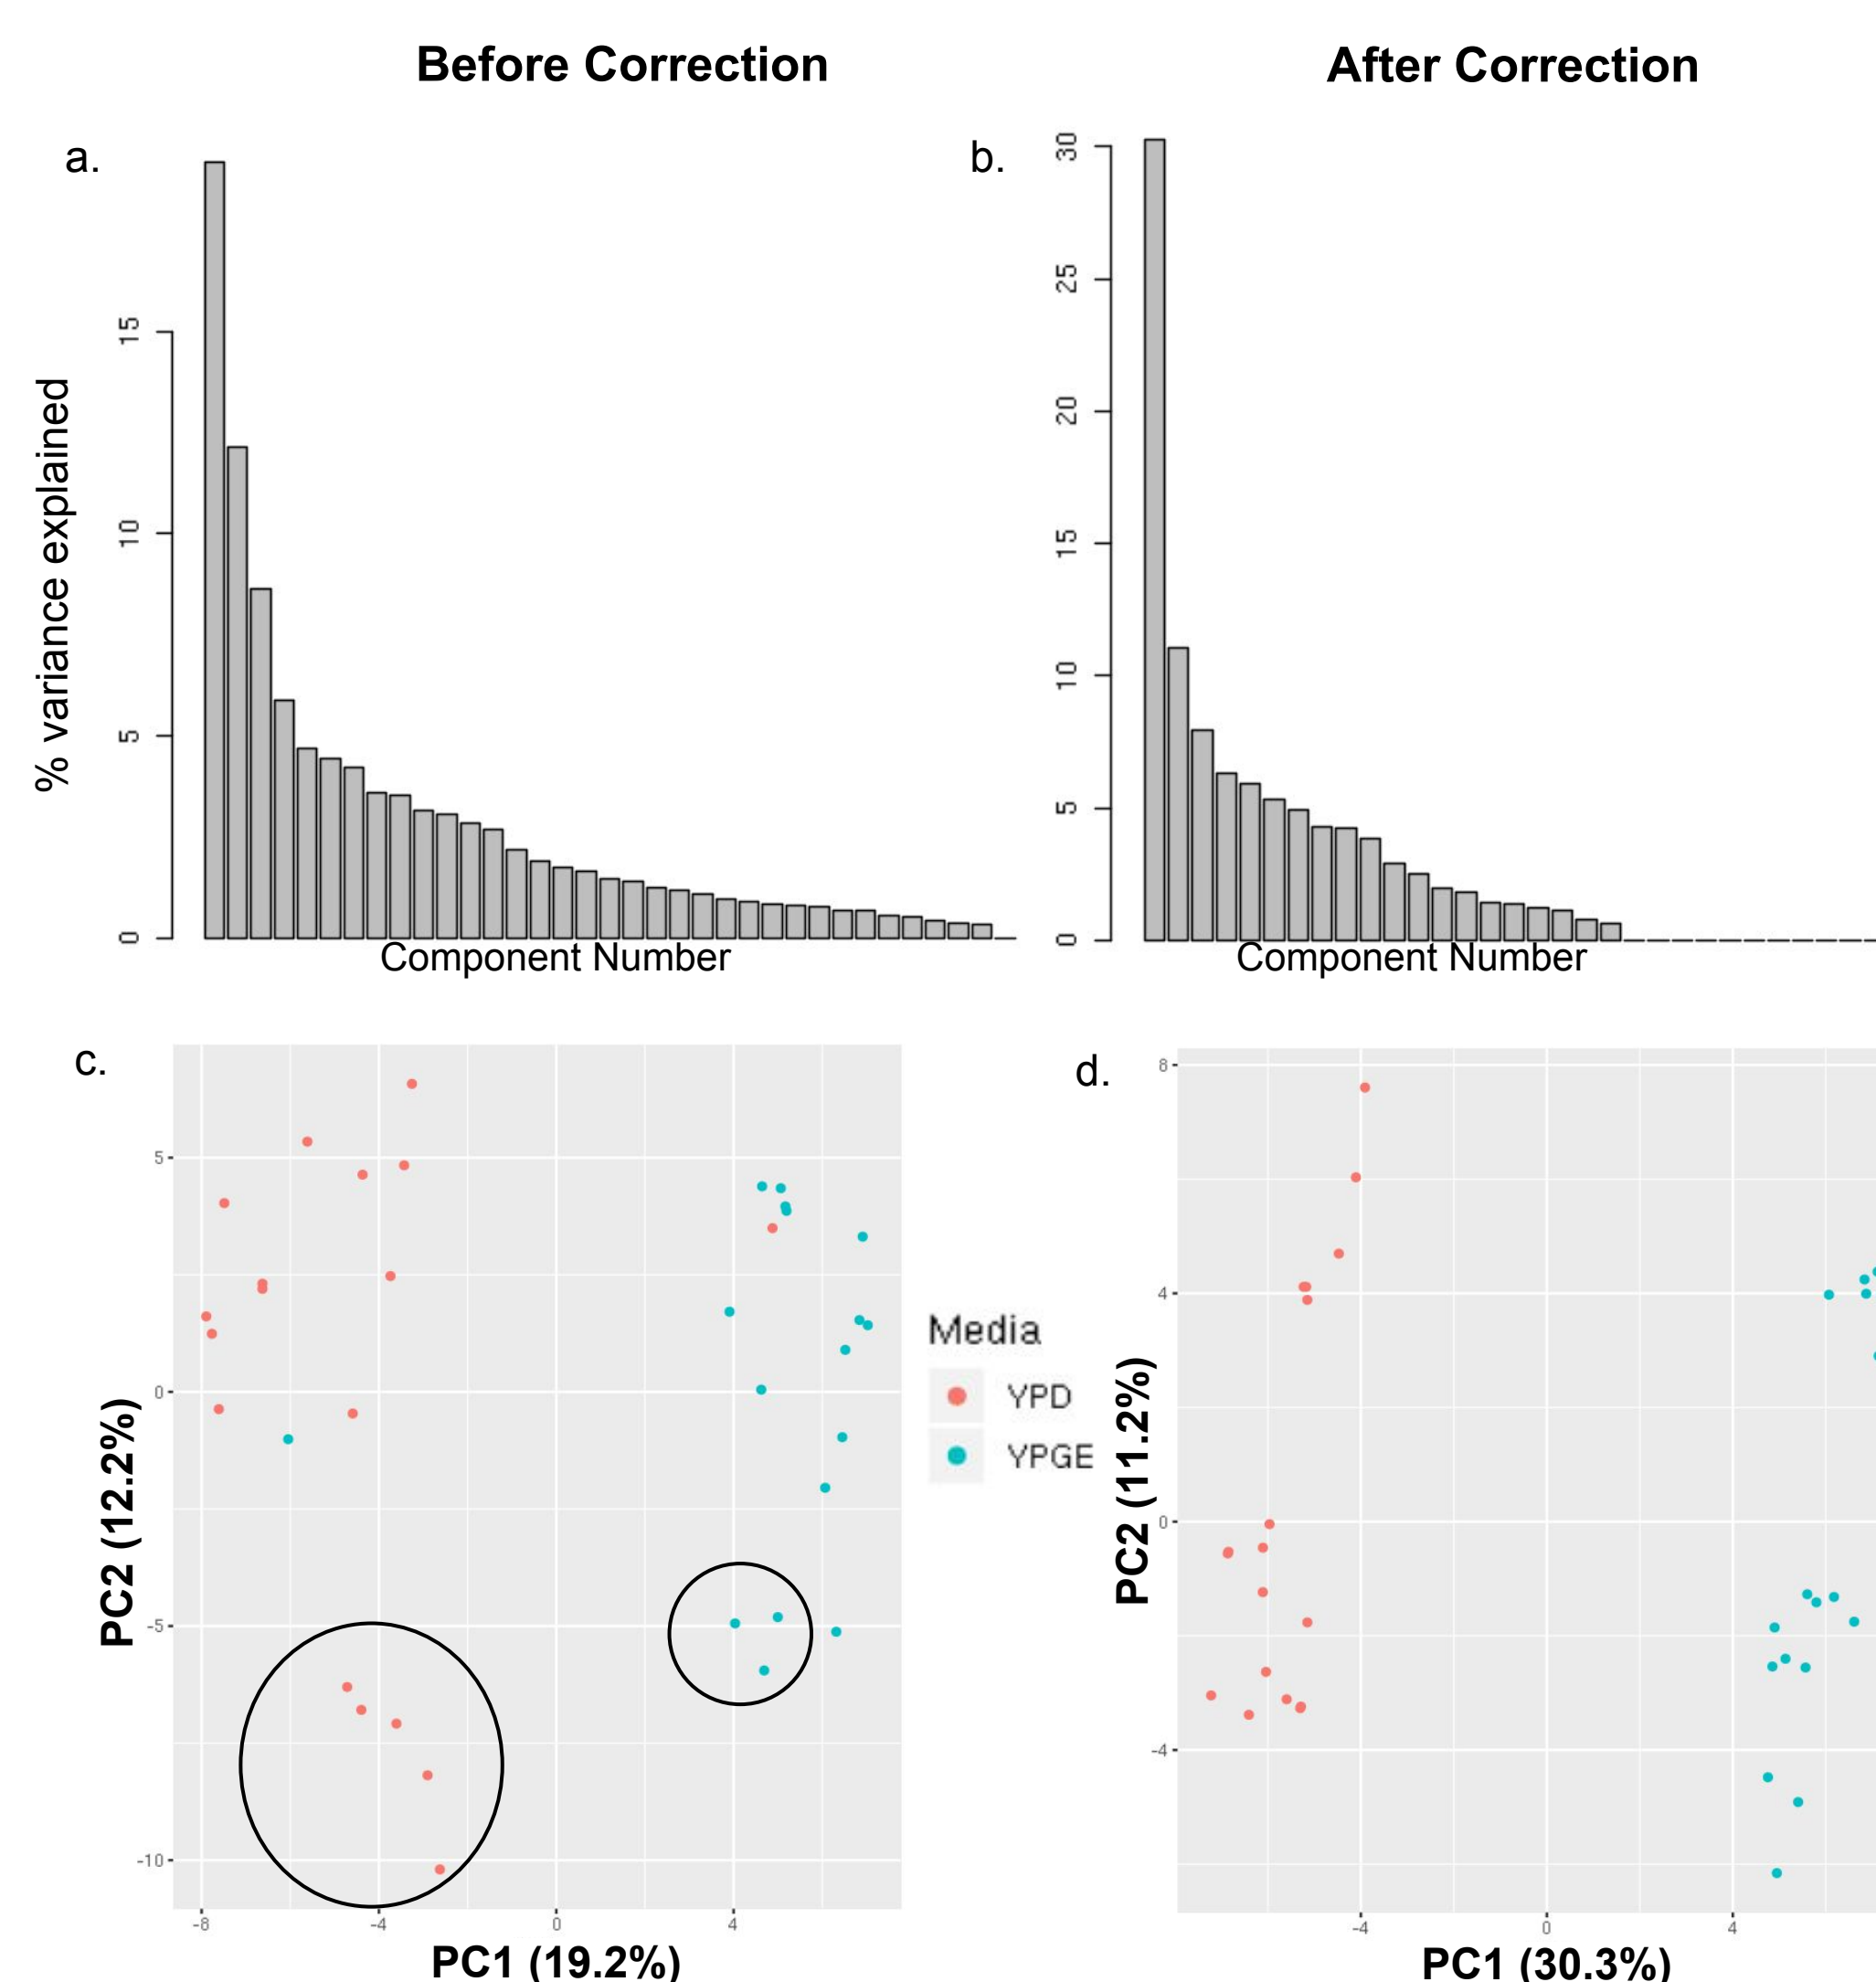 Before Correction
After Correction
a.
b.
% variance explained
15
10
5
0
30
25
20
15
10
5
0
Component Number
Component Number
c.
d.
PC2 (12.2%)
5
0
-5
-10
-8
-4
0
4
PC1 (19.2%)
Media
YPD
YPGE
PC2 (11.2%)
8
4
0
-4
-4
0
4
PC1 (30.3%)